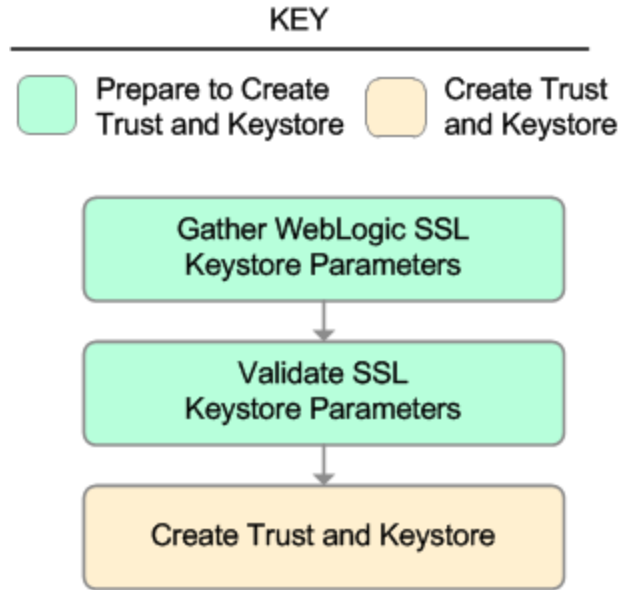 KEY
Prepare to Create
Trust and Keystore
Create Trust
and Keystore
Gather WebLogic SSL
Keystore Parameters
Validate SSL
Keystore Parameters
Create Trust and Keystore